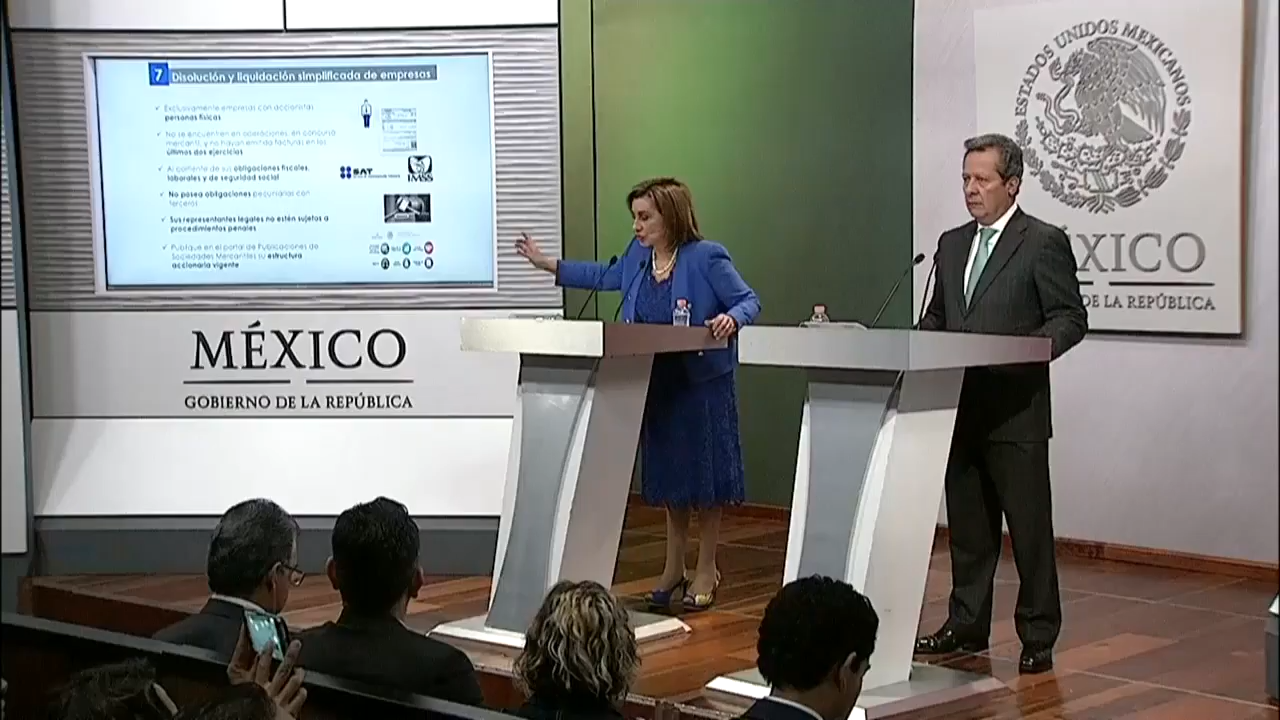 7 Disolución y liquidación simplificada de empresas
✓ Exclusivamente empresas con accionistas
personas físicas
✓ No se encuentren en operaciones, en concurso
mercantil, y no hayan emitido facturas en los
últimos dos ejercicios
✓ Al corriente de sus obligaciones fiscales,
laborales y de seguridad social
SAT
IMSS
✓ No posea obligaciones pecuniarias con
terceros
✓ Sus representantes legales no estén sujetos a
procedimientos penales
✓ Publique en el portal de Publicaciones de
Sociedades Mercantiles su estructura
accionaria vigente
MÉXICO
GOBIERNO DE LA REPÚBLICA
ESTADOS UNIDOS MEXICANOS
XICO
DE LA REPÚBLICA